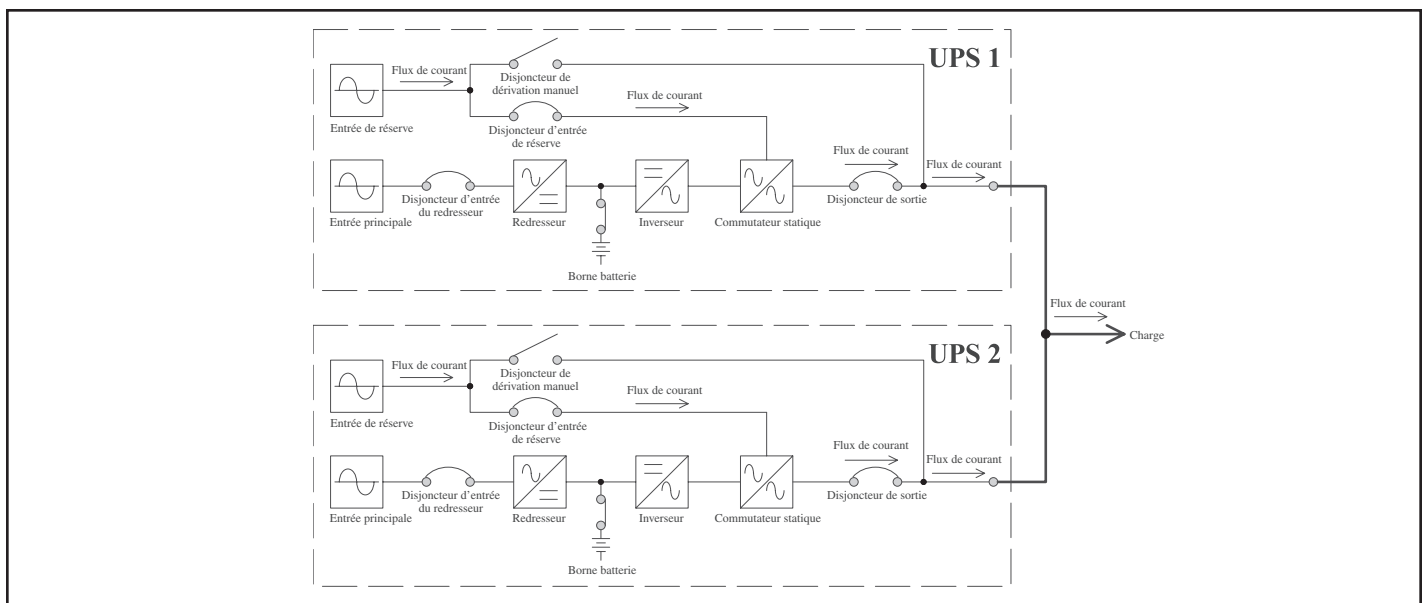 UPS 1
Flux de courant
Disjoncteur de
dérivation manuel
Flux de courant
Entrée de réserve
Disjoncteur d’entrée
de réserve
Flux de courant
Flux de courant
Disjoncteur d’entrée
du redresseur
Disjoncteur de sortie
Entrée principale
Redresseur
Inverseur
Commutateur statique
Borne batterie
Flux de courant
Charge
UPS 2
Flux de courant
Disjoncteur de
dérivation manuel
Flux de courant
Entrée de réserve
Disjoncteur d’entrée
de réserve
Flux de courant
Flux de courant
Disjoncteur d’entrée
du redresseur
Disjoncteur de sortie
Entrée principale
Redresseur
Inverseur
Commutateur statique
Borne batterie